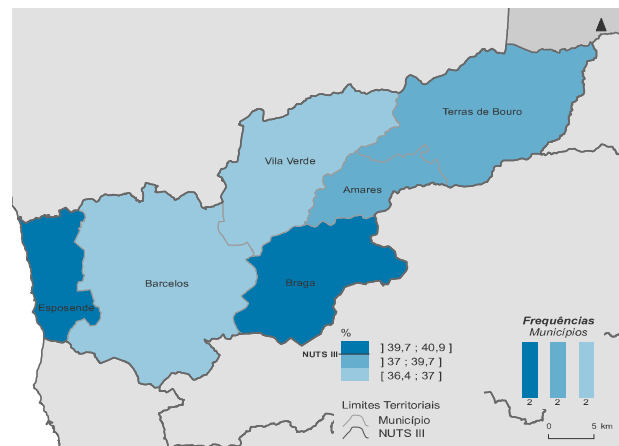 Terras de Bouro
Vila Verde
Amares
Barcelos
Braga
Esposende
%
NUTS III
] 39,7 ; 40,9 ]
] 37 ; 39,7 ]
[ 36,4 ; 37 ]
Limites Territoriais
Município
NUTS III
Frequências
Municípios
2 2 2
0 5 km